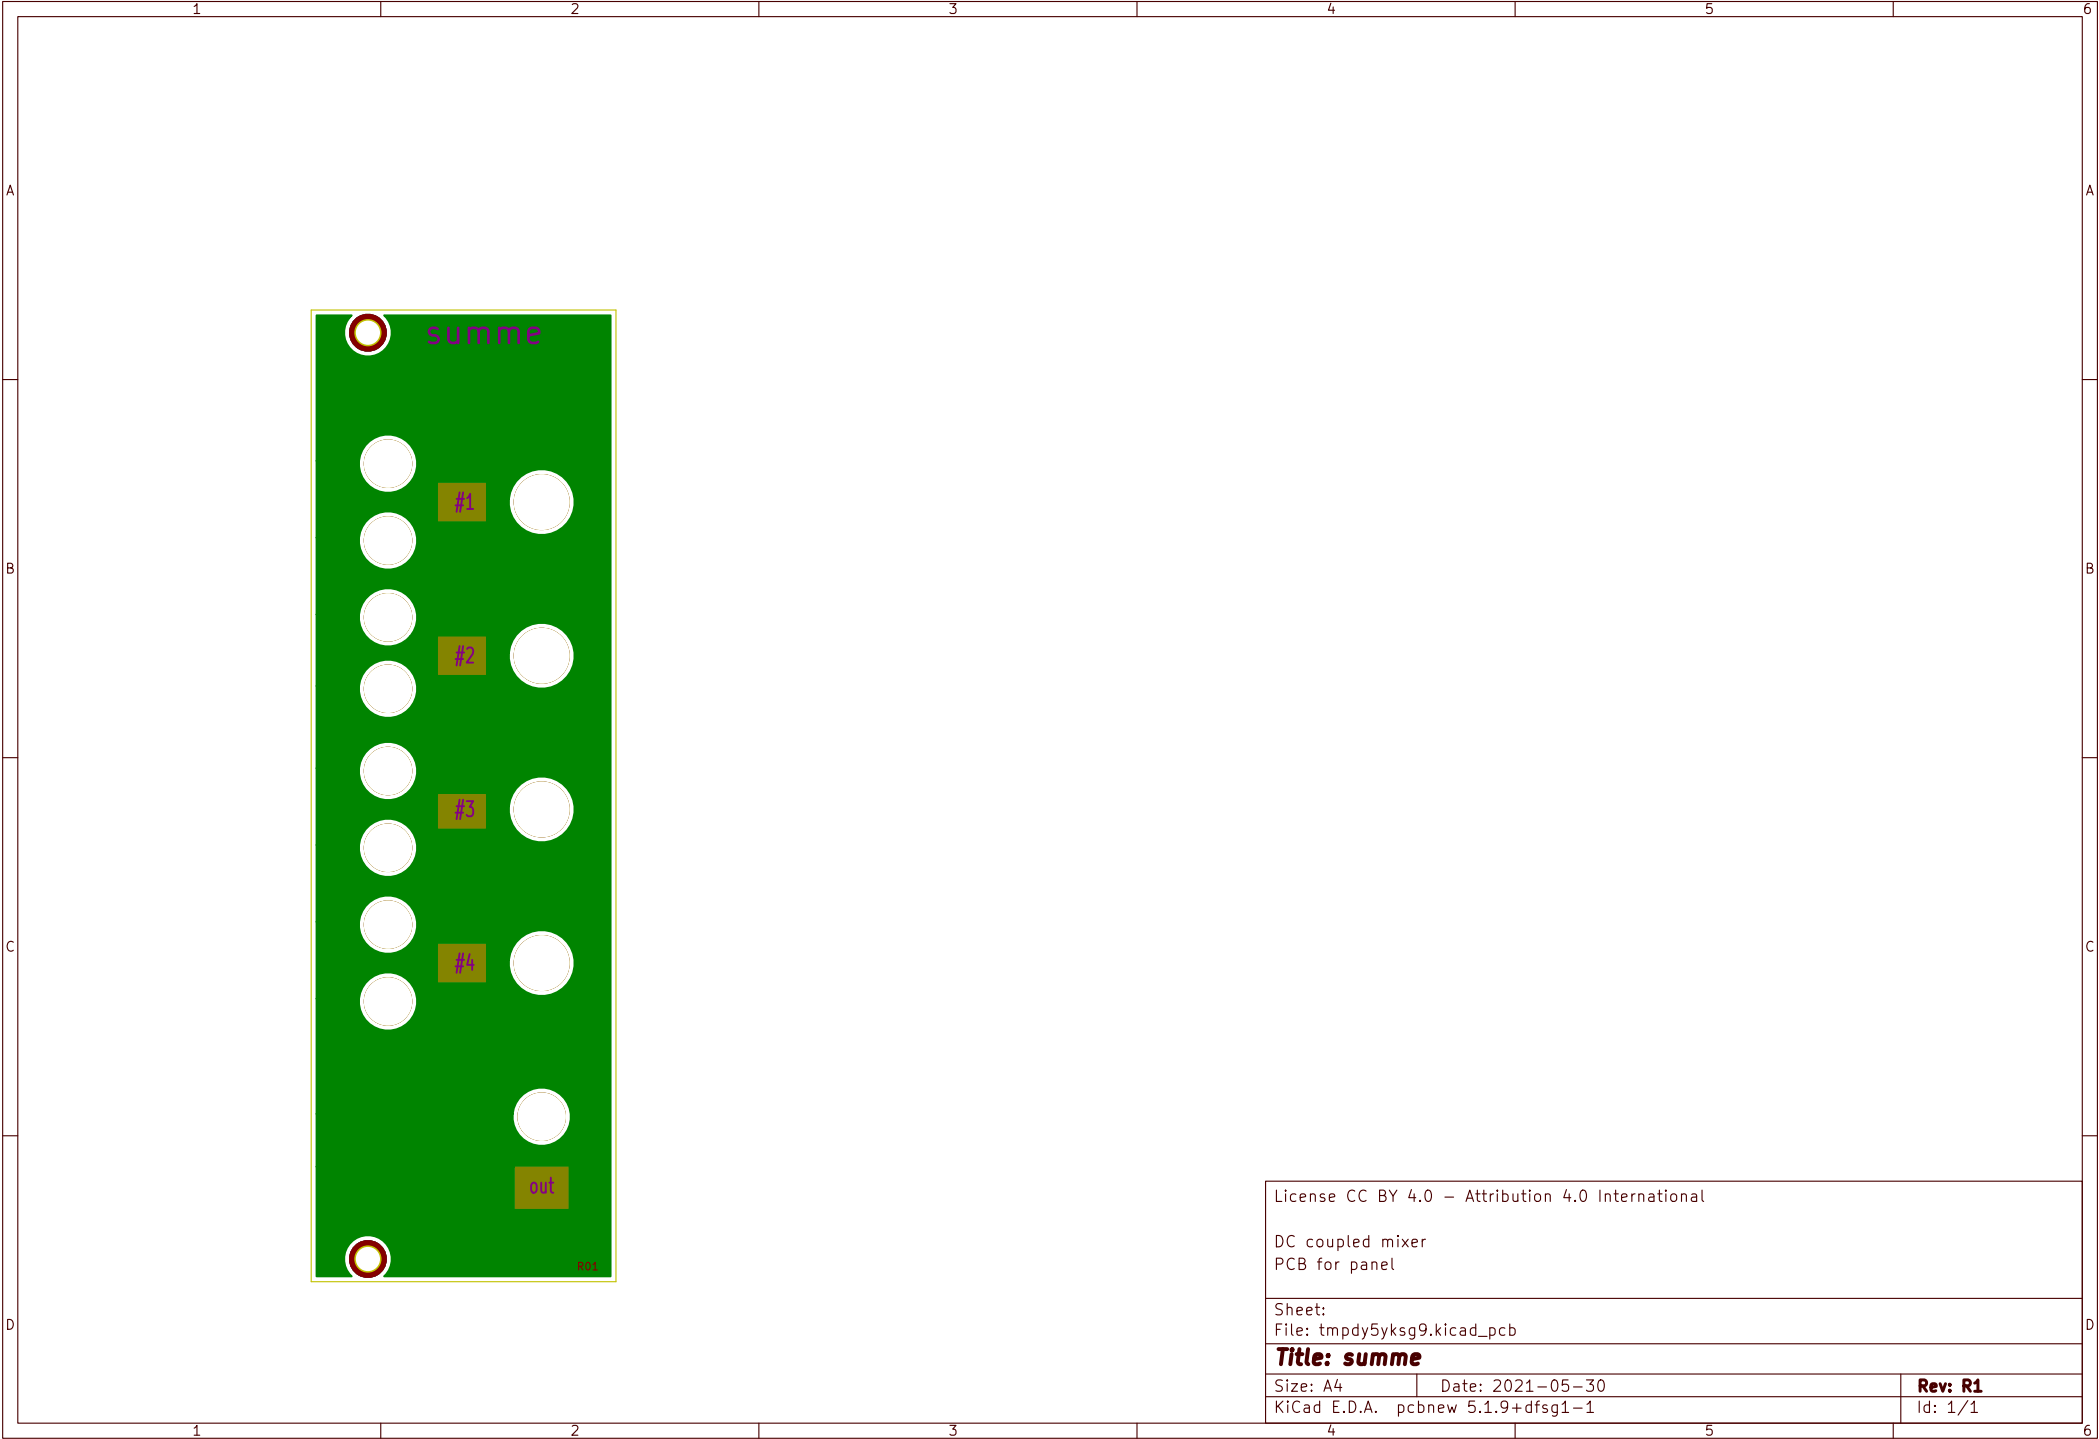 1 2 3 4 5 6
A A
summe
#1
B B
#2
#3
C C
#4
out
R01
License CC BY 4.0 – Attribution 4.0 International
DC coupled mixer
PCB for panel
Sheet:
File: tmpdy5yksg9.kicad_pcb
D D
Title: summe
Size: A4 Date: 2021-05-30 Rev: R1
KiCad E.D.A. pcbnew 5.1.9+dfsg1-1 Id: 1/1
1 2 3 4 5 6